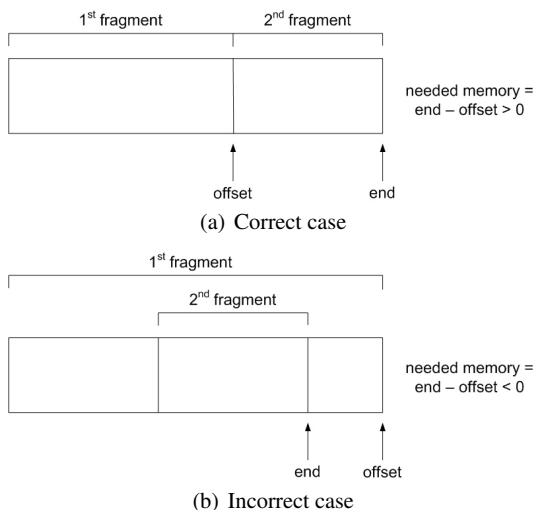 1st fragment
2nd fragment
needed memory =
end – offset > 0
offset
end
(a) Correct case
1st fragment
2nd fragment
needed memory =
end – offset < 0
end
offset
(b) Incorrect case